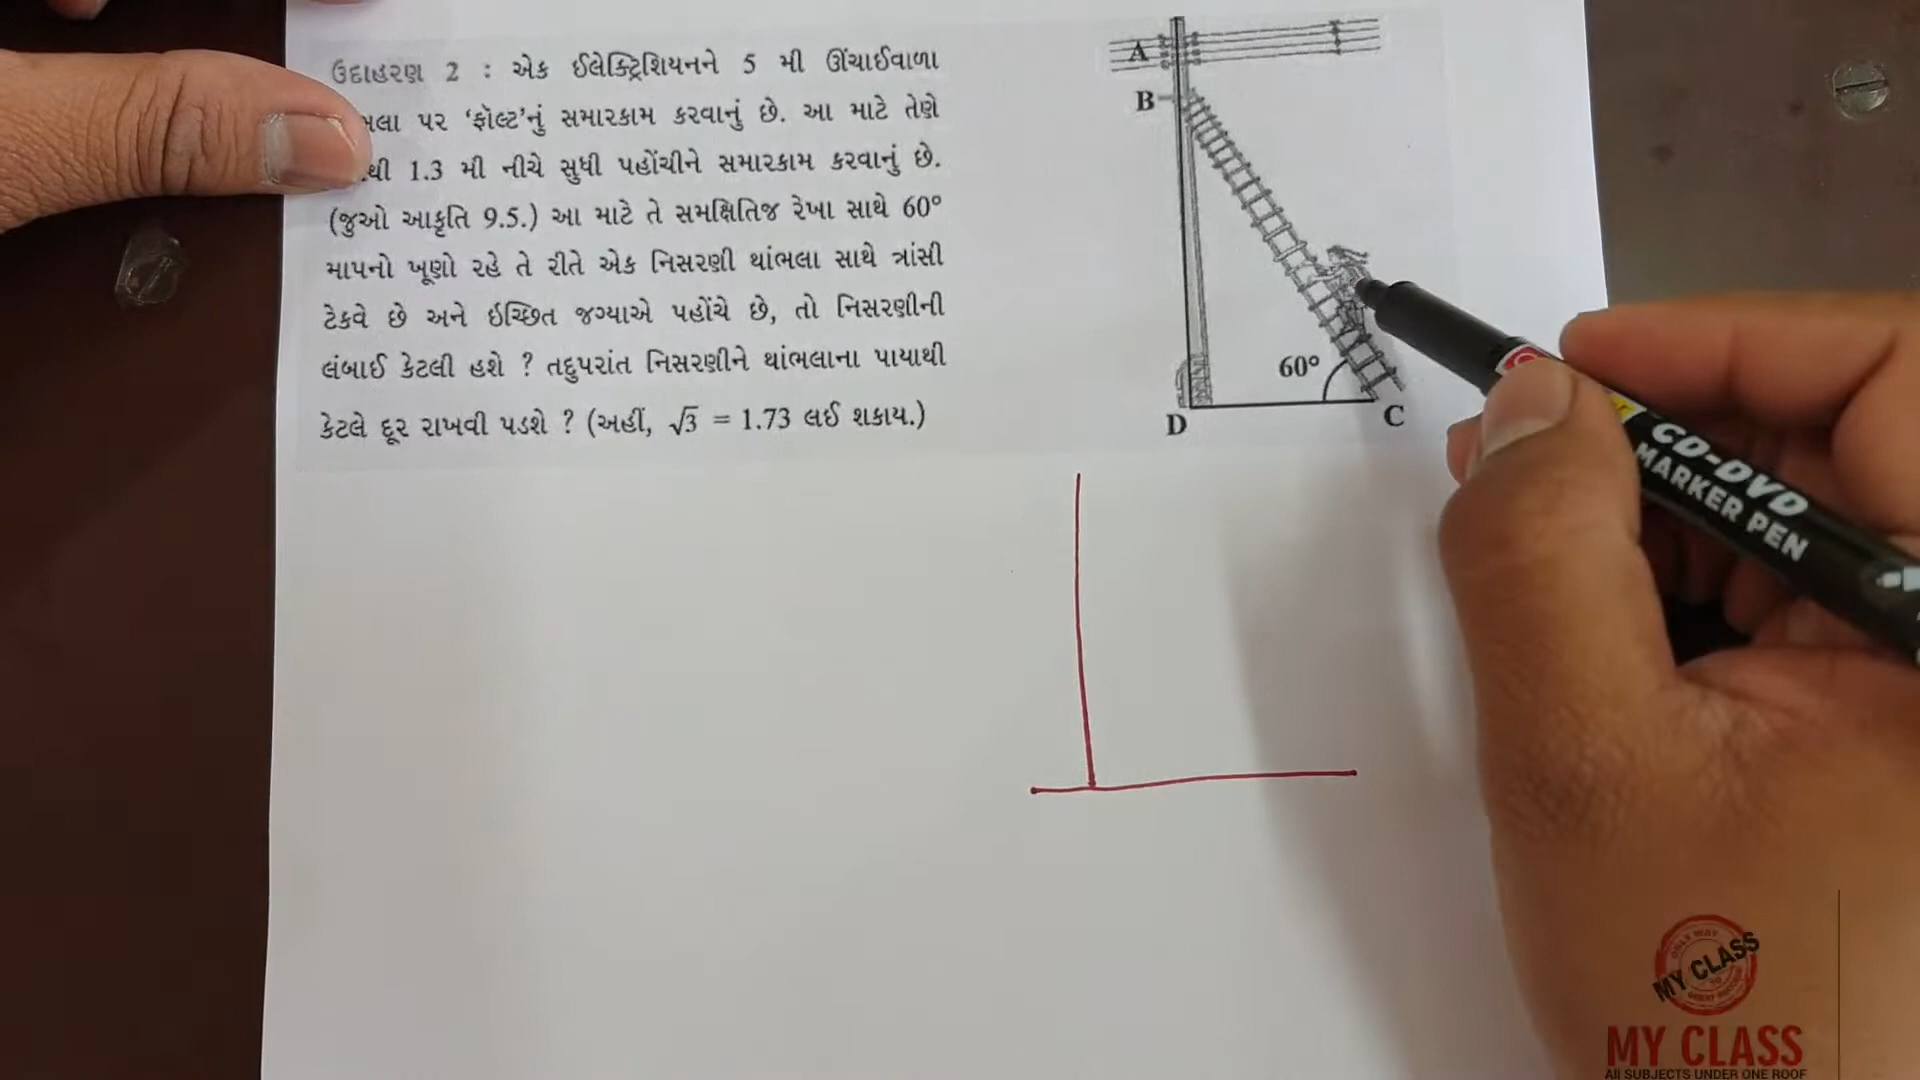 ઉદાહરણ 2 : એક ઈલેક્ટ્રિશિયનને 5 મી ઊંચાઈવાળા
પર ‘ફૉલ્ટ’નું સમારકામ કરવાનું છે. આ માટે તેણે
1.3 મી નીચે સુધી પહોંચીને સમારકામ કરવાનું છે.
(જુઓ આકૃતિ 9.5.) આ માટે તે સમક્ષિતિજ રેખા સાથે 60°
માપનો ખૂણો રહે તે રીતે એક નિસરણી થાંભલા સાથે ત્રાંસી
ટેકવે છે અને ઇચ્છિત જગ્યાએ પહોંચે છે, તો નિસરણીની
લંબાઈ કેટલી હશે ? તદુપરાંત નિસરણીને થાંભલાના પાયાથી
કેટલે દૂર રાખવી પડશે ? (અહીં, √3 = 1.73 લઈ શકાય.)
A
B
60°
D
C
CD-DVD
MARKER PEN
MY CLASS
MY CLASS
All SUBJECTS UNDER ONE ROOF